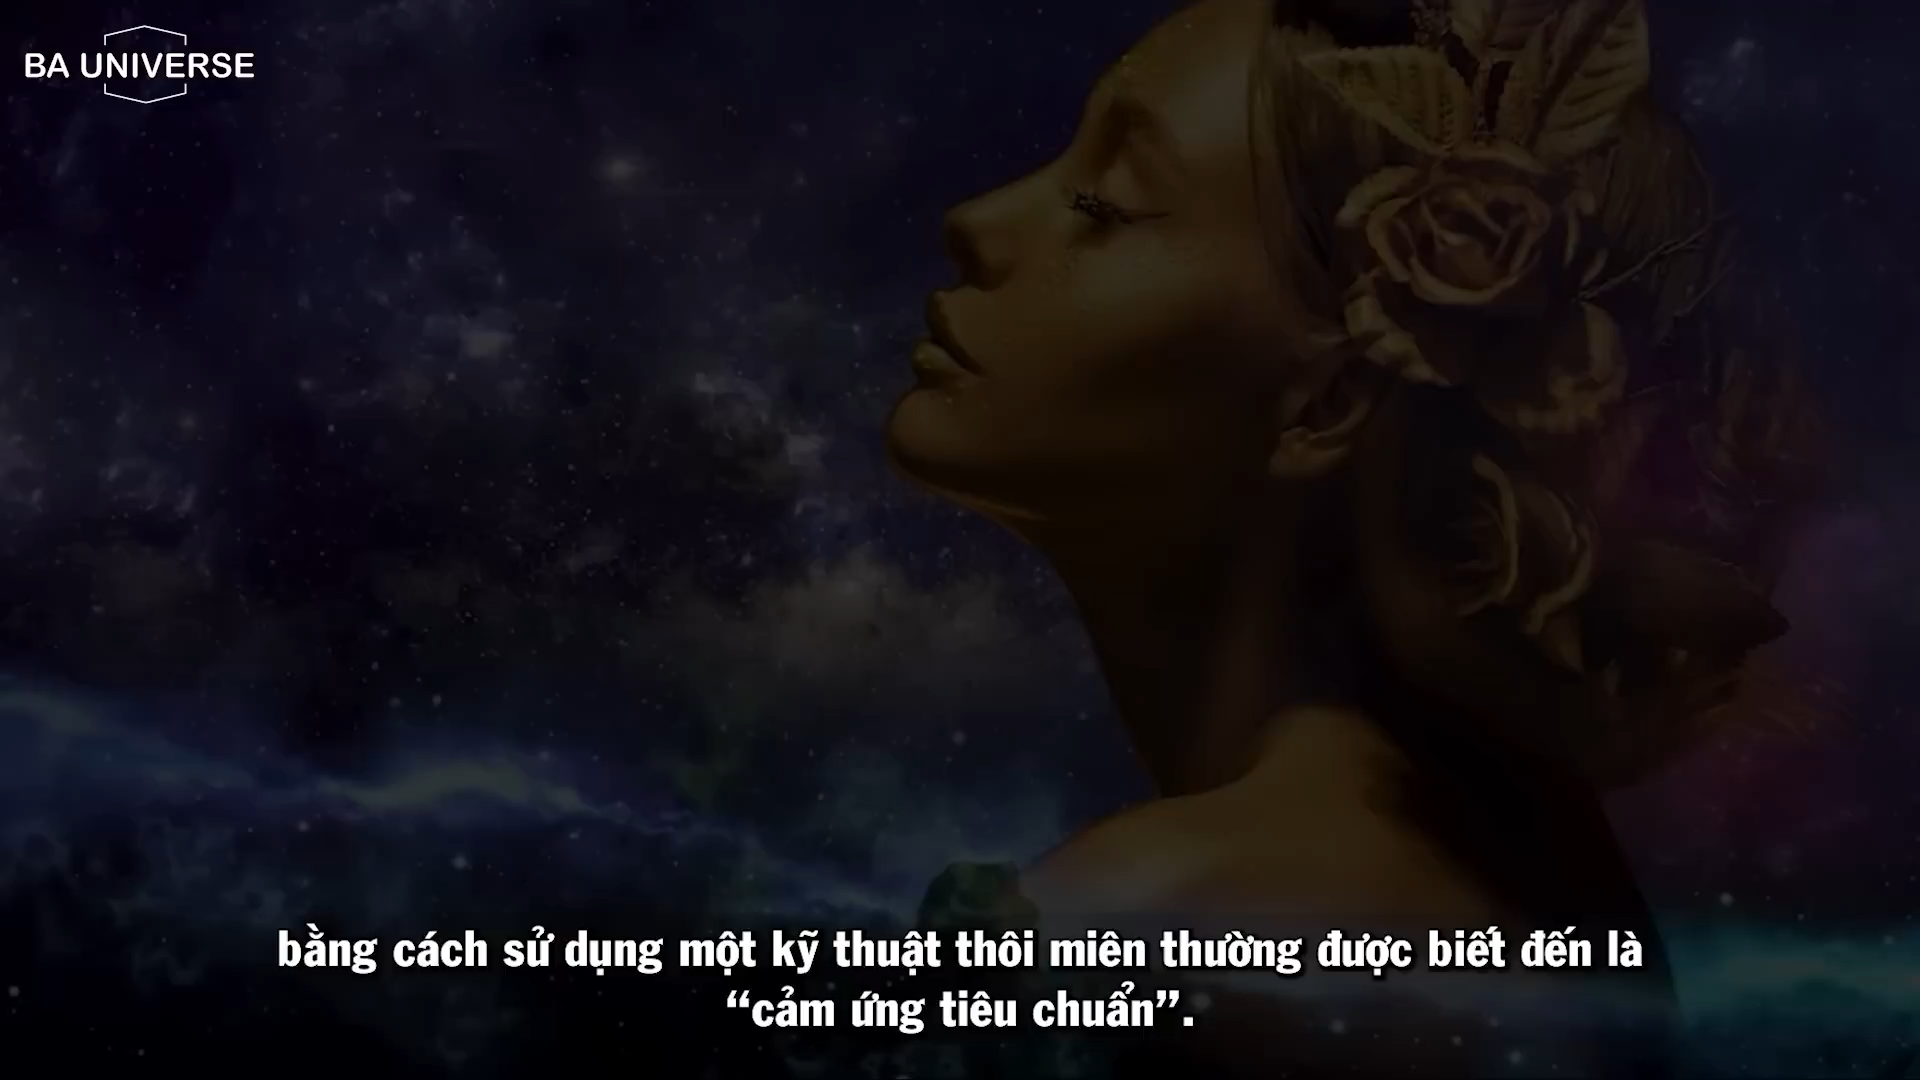 BA UNIVERSE
bằng cách sử dụng một kỹ thuật thôi miên thường được biết đến là
“cảm ứng tiêu chuẩn”.